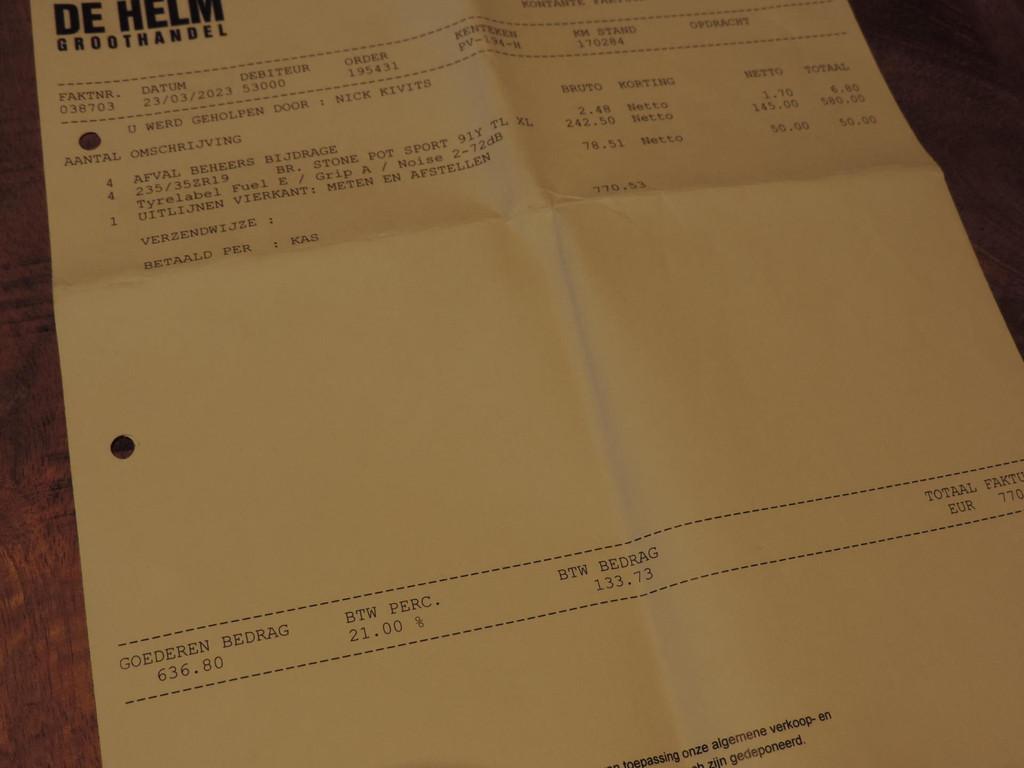 DE HELM
GROOTHANDEL
KONTANTE
FAKTNR. DATUM DEBITEUR ORDER KENTEKEN KM STAND OPDRACHT
038703 23/03/2023 53000 195431 PV-194-H 170284
U WERD GEHOLPEN DOOR : NICK KIVITS
AANTAL OMSCHRIJVING BRUTO KORTING NETTO TOTAAL
4 AFVAL BEHEERS BIJDRAGE 2.48 Netto 1.70 6.80
4 235/35ZR19 BR. STONE POT SPORT 91Y TL XL 242.50 Netto 145.00 580.00
Tyrelabel Fuel E / Grip A / Noise 2-72dB
1 UITLIJNEN VIERKANT: METEN EN AFSTELLEN 78.51 Netto 50.00 50.00
VERZENDWIJZE :
BETAALD PER : KAS 770.53
GOEDEREN BEDRAG BTW PERC. BTW BEDRAG TOTAAL FAKTU
636.80 21.00 % 133.73 EUR 770
toepassing onze algemene verkoop- en
zijn gedeponeerd.